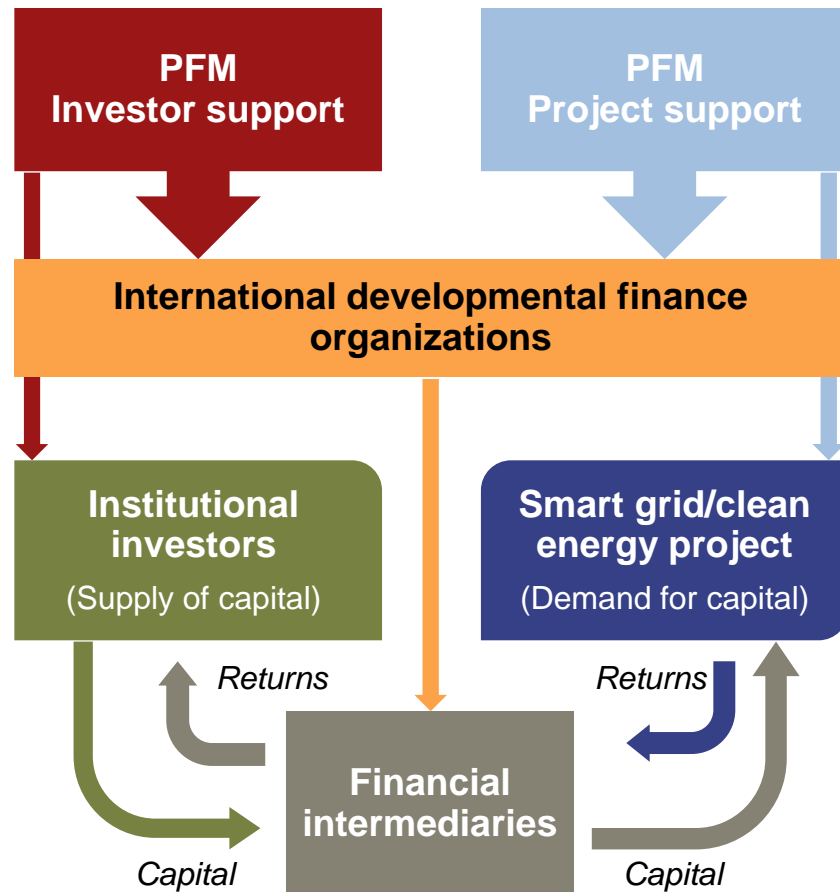 PFM
Investor support
PFM
Project support
International developmental finance
organizations
Institutional
investors
(Supply of capital)
Smart grid/clean
energy project
(Demand for capital)
Returns
Returns
Financial
intermediaries
Capital
Capital